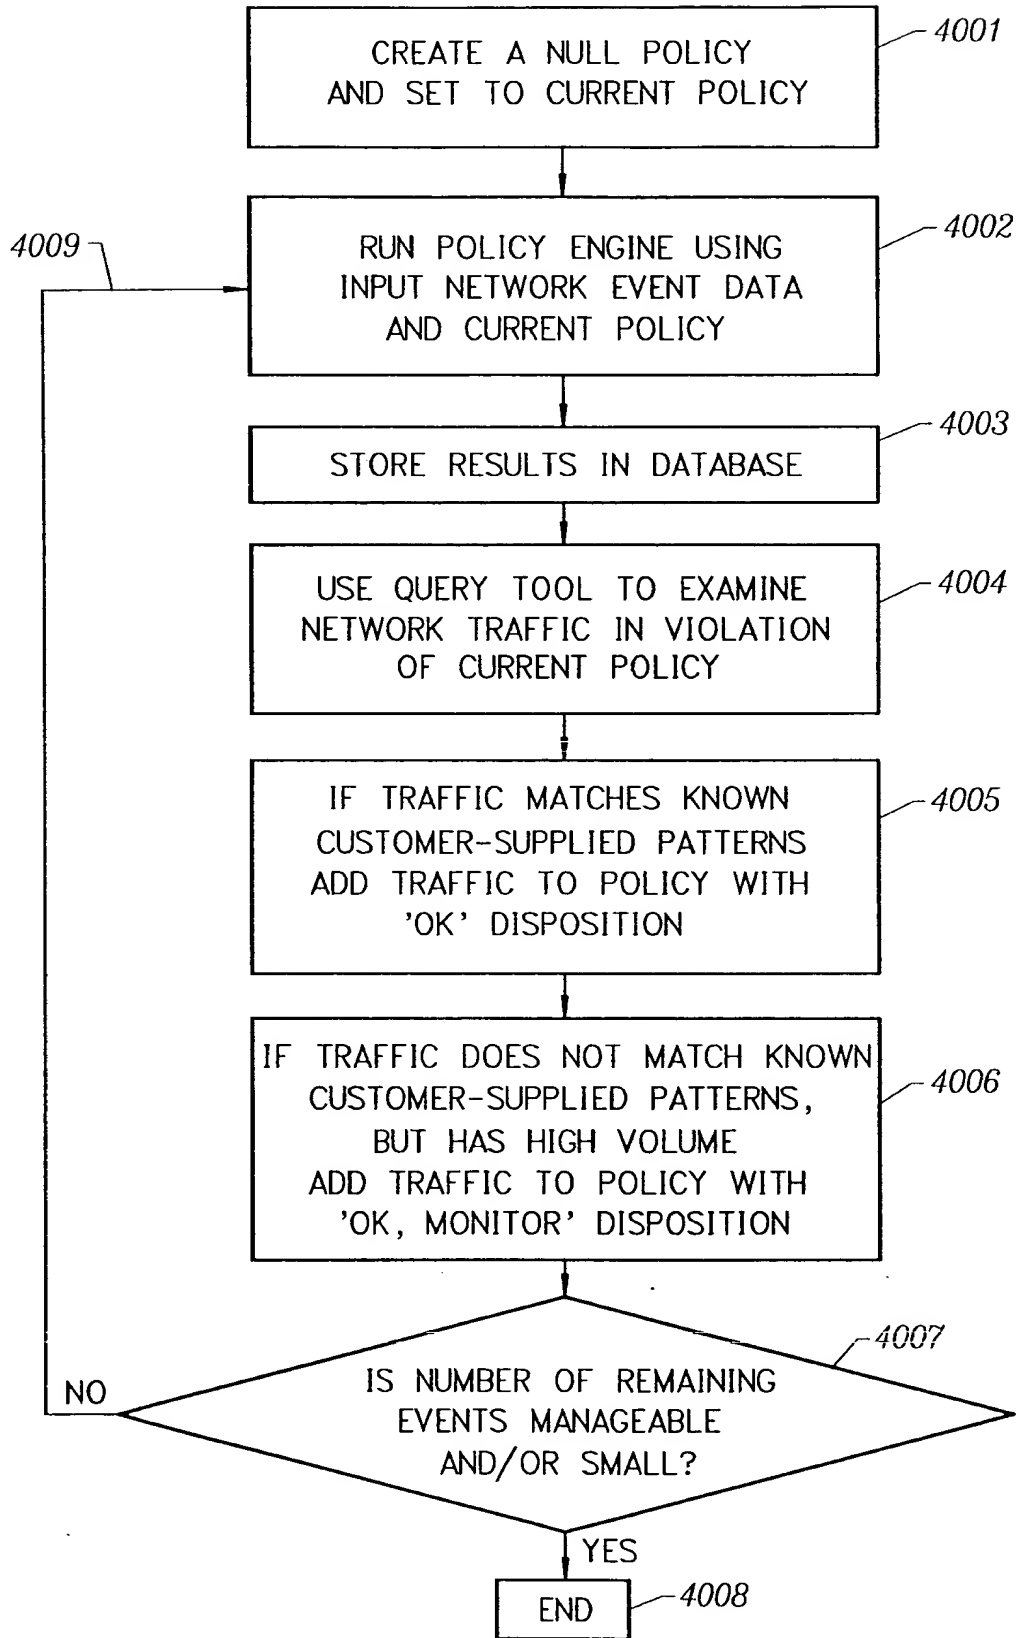 CREATE A NULL POLICY
AND SET TO CURRENT POLICY
4001
RUN POLICY ENGINE USING
INPUT NETWORK EVENT DATA
AND CURRENT POLICY
4002
4009
STORE RESULTS IN DATABASE
4003
USE QUERY TOOL TO EXAMINE
NETWORK TRAFFIC IN VIOLATION
OF CURRENT POLICY
4004
IF TRAFFIC MATCHES KNOWN
CUSTOMER-SUPPLIED PATTERNS
ADD TRAFFIC TO POLICY WITH
'OK' DISPOSITION
4005
IF TRAFFIC DOES NOT MATCH KNOWN
CUSTOMER-SUPPLIED PATTERNS,
BUT HAS HIGH VOLUME
ADD TRAFFIC TO POLICY WITH
'OK, MONITOR' DISPOSITION
4006
IS NUMBER OF REMAINING
EVENTS MANAGEABLE
AND/OR SMALL?
4007
NO
YES
END
4008